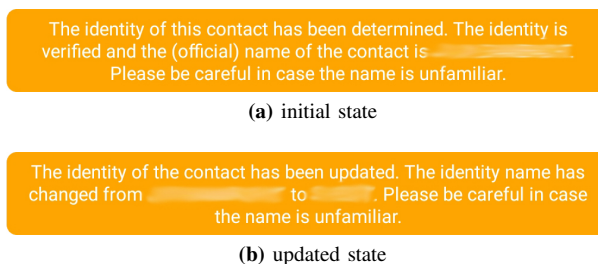 The identity of this contact has been determined. The identity is
verified and the (official) name of the contact is
Please be careful in case the name is unfamiliar.
(a) initial state
The identity of the contact has been updated. The identity name has
changed from to . Please be careful in case
the name is unfamiliar.
(b) updated state